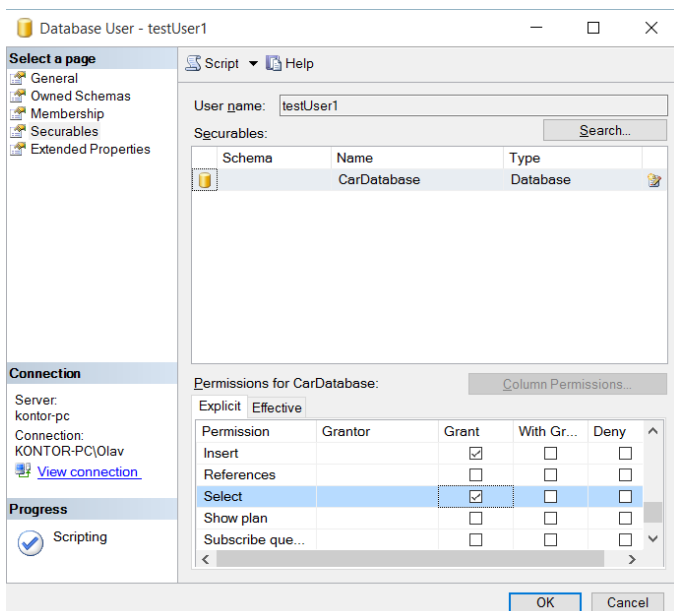 Database User - testUser1
Select a page
General
Owned Schemas
Membership
Securables
Extended Properties
Script Help
User name: testUser1
Securables: Search...
Schema Name Type
CarDatabase Database
Connection
Server:
kontor-pc
Connection:
KONTOR-PC\Olav
View connection
Progress
Scripting
Permissions for CarDatabase: Column Permissions...
Explicit Effective
Permission Grantor Grant With Gr... Deny
Insert
References
Select
Show plan
Subscribe que...
OK Cancel